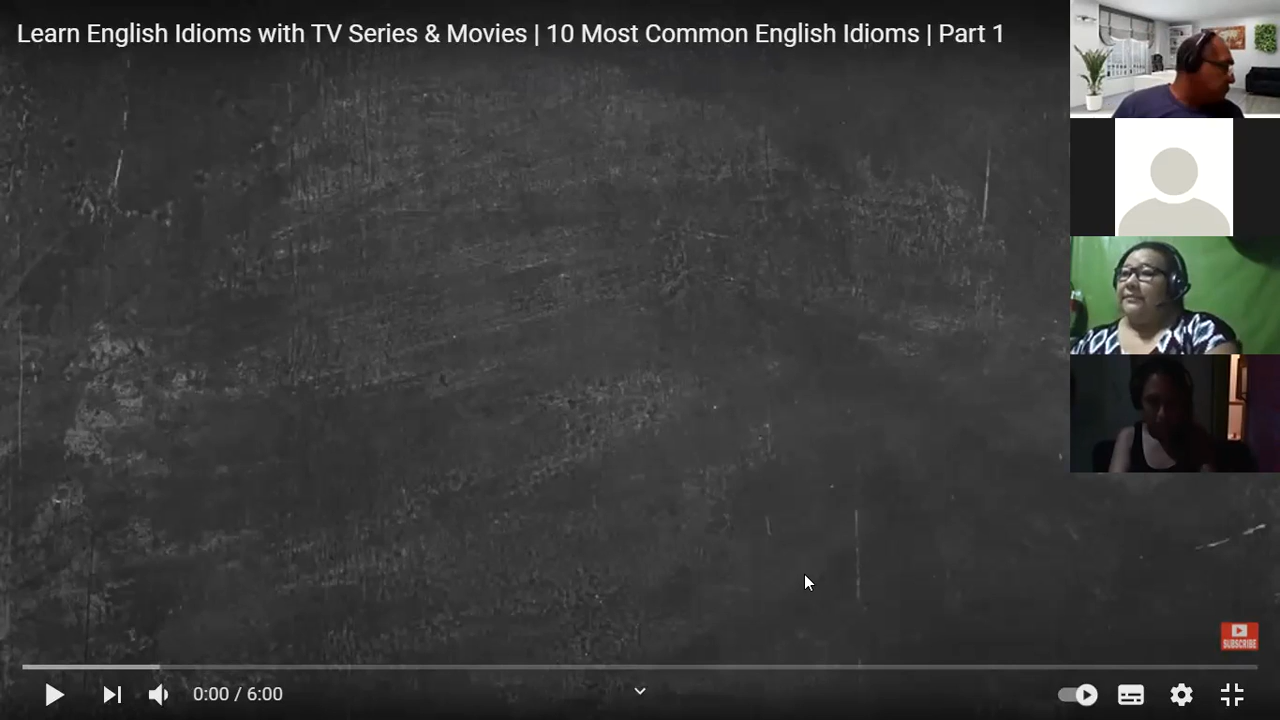 Learn English Idioms with TV Series & Movies | 10 Most Common English Idioms | Part 1
SUBSCRIBE
0:00 / 6:00